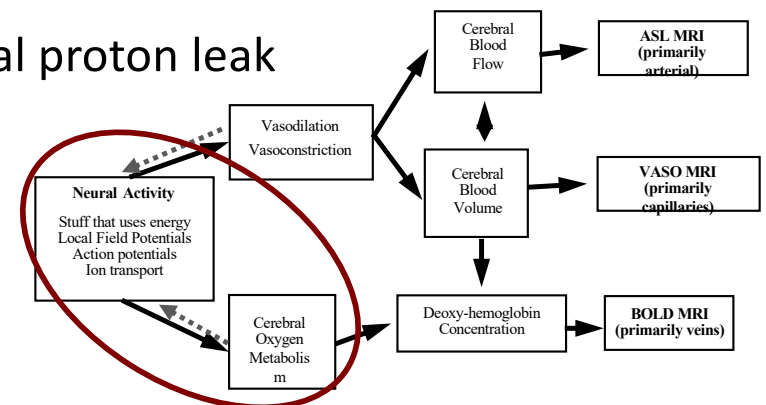 al proton leak
Cerebral
Blood
Flow
ASL MRI
(primarily
arterial)
Vasodilation
Vasoconstriction
Neural Activity
Stuff that uses energy
Local Field Potentials
Action potentials
Ion transport
Cerebral
Blood
Volume
VASO MRI
(primarily
capillaries)
Cerebral
Oxygen
Metabolis
m
Deoxy-hemoglobin
Concentration
BOLD MRI
(primarily veins)